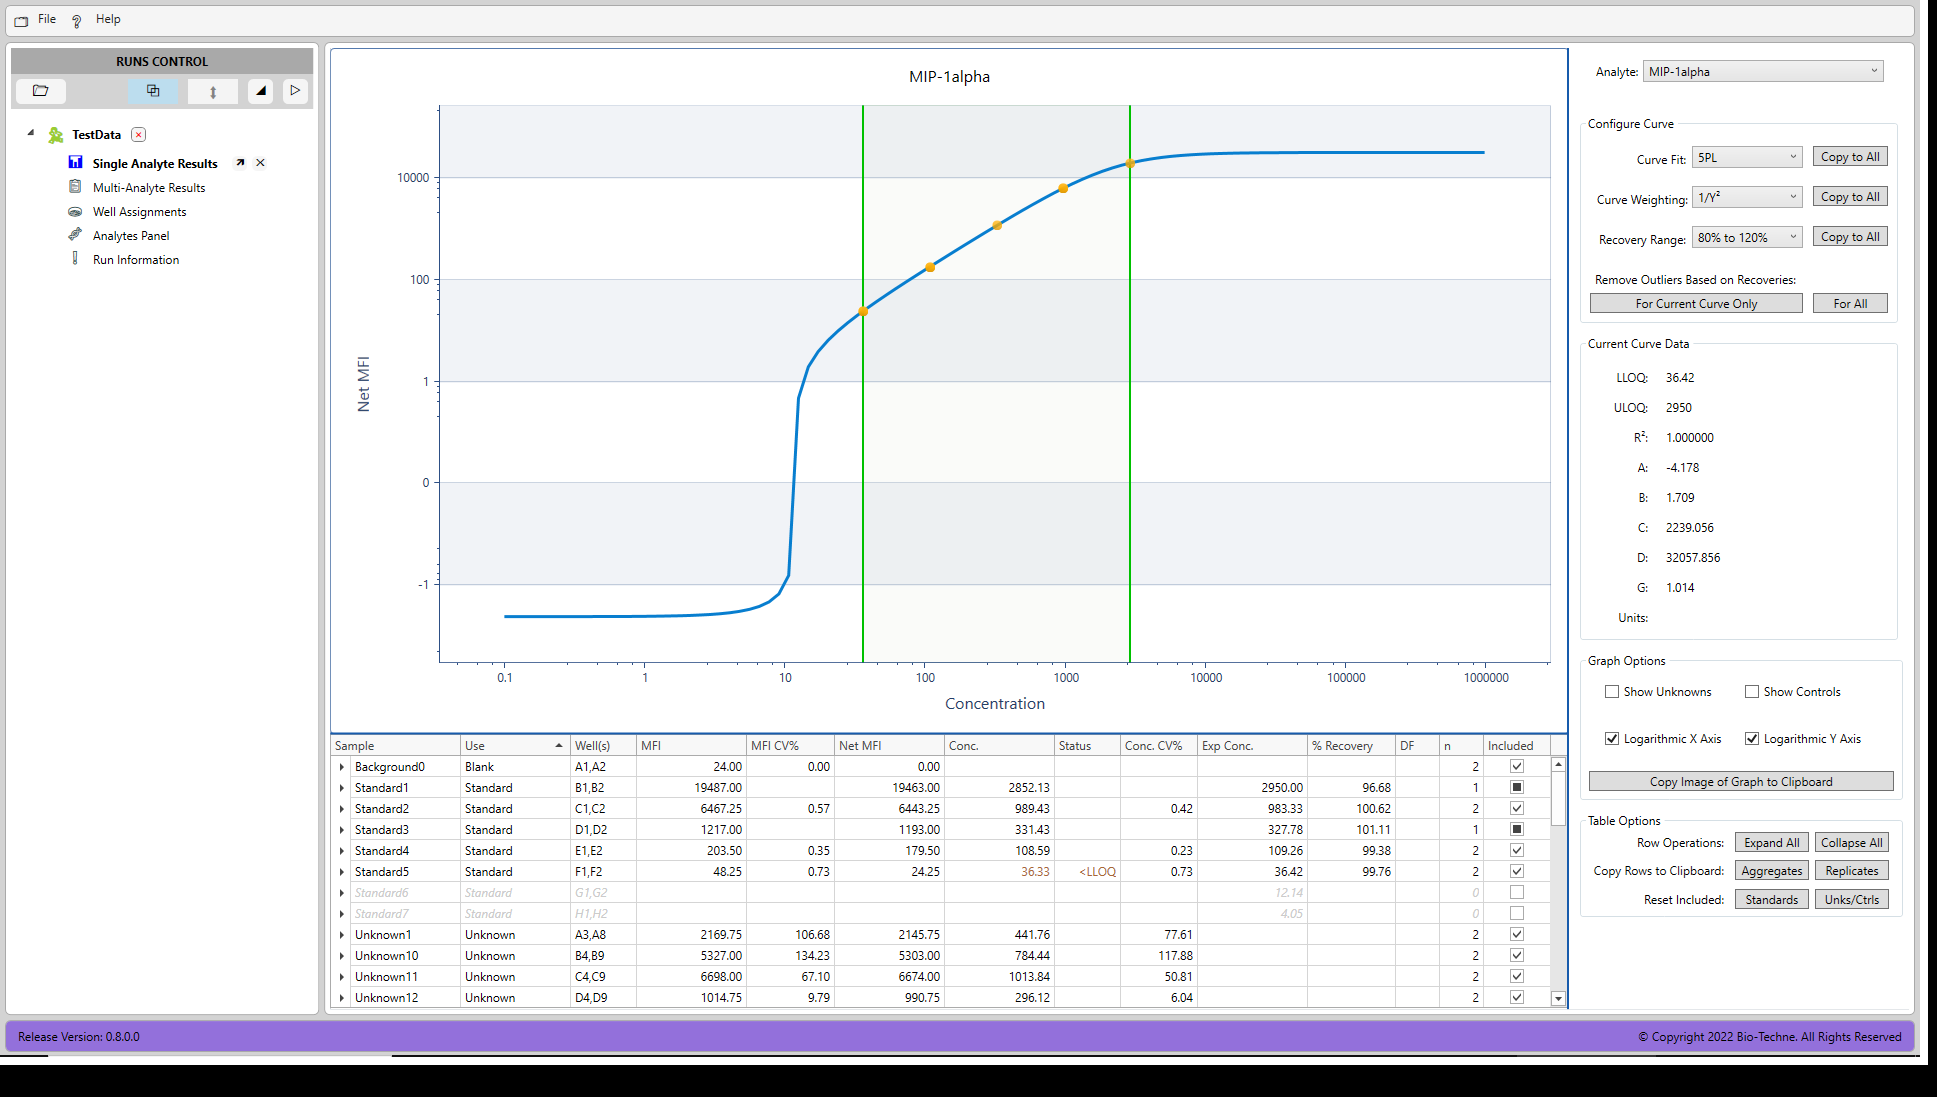 File ? Help
RUNS CONTROL
TestData
Single Analyte Results
Multi-Analyte Results
Well Assignments
Analytes Panel
Run Information
MIP-1alpha
Net MFI
10000
100
1
0
-1
0.1 1 10 100 1000 10000 100000 1000000
Concentration
Sample Use Well(s) MFI MFI CV% Net MFI Conc. Status Conc. CV% Exp Conc. % Recovery DF n Included
Background0 Blank A1,A2 24.00 0.00 0.00 2
Standard1 Standard B1,B2 19487.00 19463.00 2852.13 2950.00 96.68 1
Standard2 Standard C1,C2 6467.25 0.57 6443.25 989.43 0.42 983.33 100.62 2
Standard3 Standard D1,D2 1217.00 1193.00 331.43 327.78 101.11 1
Standard4 Standard E1,E2 203.50 0.35 179.50 108.59 0.23 109.26 99.38 2
Standard5 Standard F1,F2 48.25 0.73 24.25 36.33 <LLOQ 0.73 36.42 99.76 2
Standard6 Standard G1,G2 12.14 0
Standard7 Standard H1,H2 4.05 0
Unknown1 Unknown A3,A8 2169.75 106.68 2145.75 441.76 77.61 2
Unknown10 Unknown B4,B9 5327.00 134.23 5303.00 784.44 117.88 2
Unknown11 Unknown C4,C9 6698.00 67.10 6674.00 1013.84 50.81 2
Unknown12 Unknown D4,D9 1014.75 9.79 990.75 296.12 6.04 2
Analyte: MIP-1alpha
Configure Curve
Curve Fit: 5PL Copy to All
Curve Weighting: 1/Y² Copy to All
Recovery Range: 80% to 120% Copy to All
Remove Outliers Based on Recoveries:
For Current Curve Only For All
Current Curve Data
LLOQ: 36.42
ULOQ: 2950
R²: 1.000000
A: -4.178
B: 1.709
C: 2239.056
D: 32057.856
G: 1.014
Units:
Graph Options
Show Unknowns Show Controls
Logarithmic X Axis Logarithmic Y Axis
Copy Image of Graph to Clipboard
Table Options
Row Operations: Expand All Collapse All
Copy Rows to Clipboard: Aggregates Replicates
Reset Included: Standards Unks/Ctrls
Release Version: 0.8.0.0
© Copyright 2022 Bio-Techne. All Rights Reserved